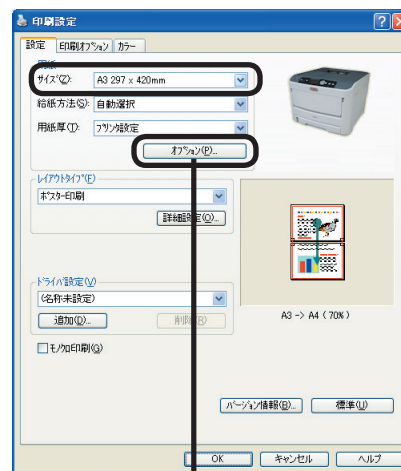 印刷設定
設定 印刷オプション カラー
用紙
サイズ(Z): A3 297 x 420mm
給紙方法(S): 自動選択
用紙厚(T): プリンタ設定
オプション(P)...
レイアウトタイプ(E)
ポスター印刷
詳細設定(O)...
ドライバ設定(V)
(名称未設定)
追加(D)... 削除(R)
A3 -> A4 ( 70% )
モノクロ印刷(G)
バージョン情報(B)... 標準(U)
OK キャンセル ヘルプ